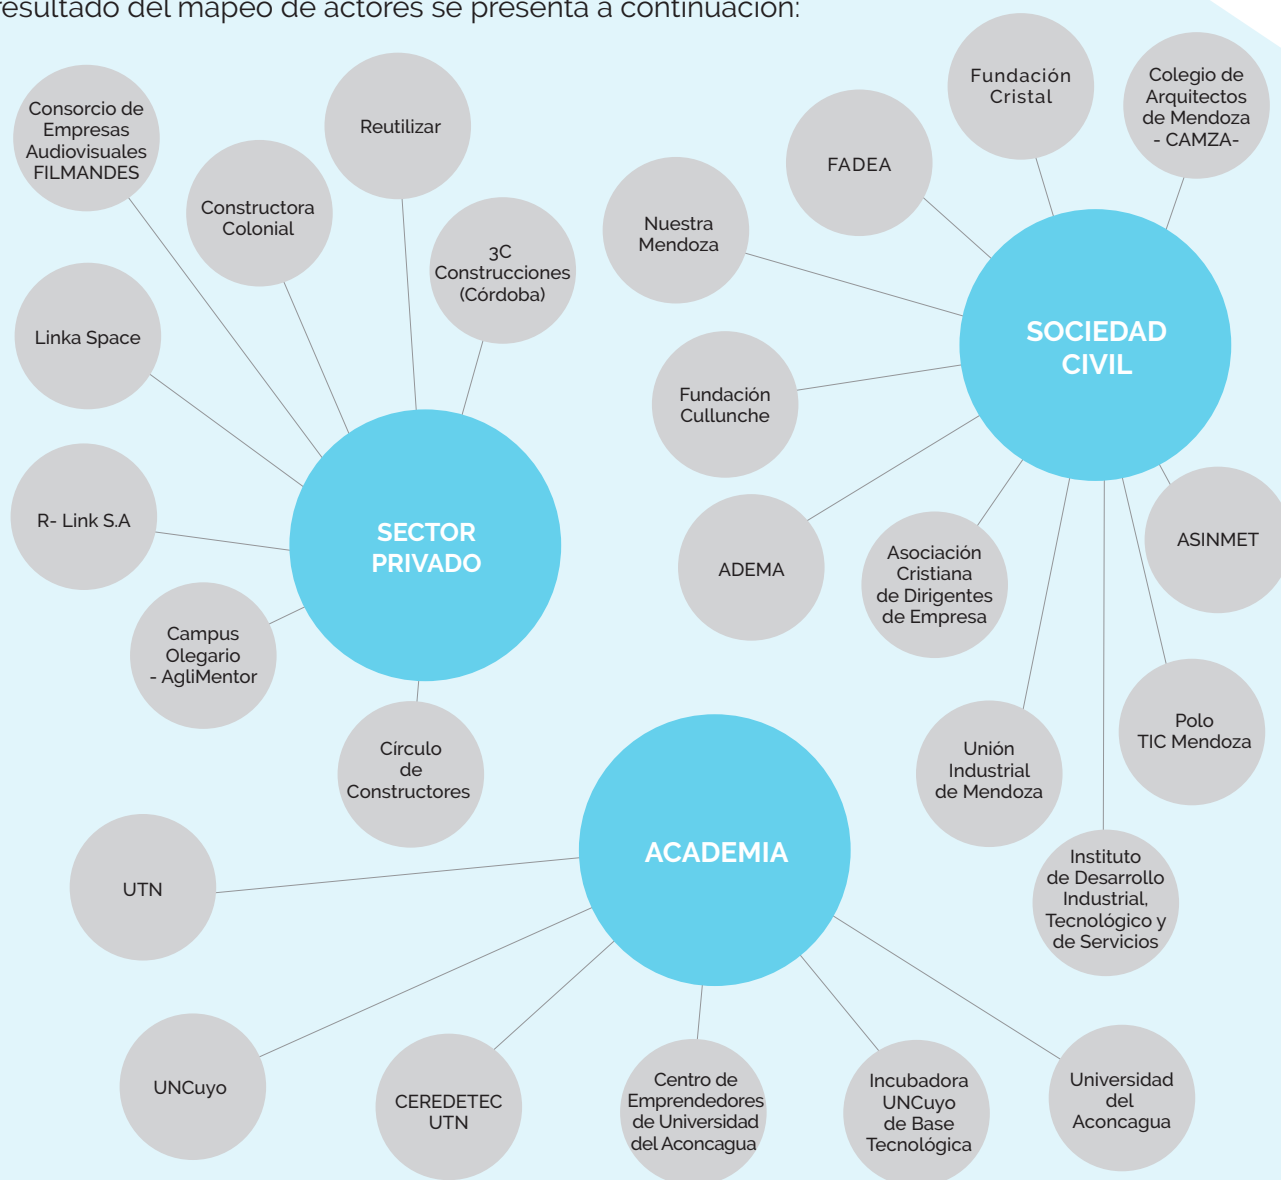 resultado del mapeo de actores se presenta a continuación:
Consorcio de
Empresas
Audiovisuales
FILMANDES
Reutilizar
Constructora
Colonial
3C
Construcciones
(Córdoba)
Linka Space
R- Link S.A
SECTOR
PRIVADO
Campus
Olegario
- AgliMentor
Círculo
de
Constructores
Fundación
Cristal
Colegio de
Arquitectos
de Mendoza
- CAMZA-
FADEA
Nuestra
Mendoza
SOCIEDAD
CIVIL
Fundación
Cullunche
ADEMA
Asociación
Cristiana
de Dirigentes
de Empresa
ASINMET
Unión
Industrial
de Mendoza
Polo
TIC Mendoza
Instituto
de Desarrollo
Industrial,
Tecnológico y
de Servicios
ACADEMIA
UTN
UNCuyo
CEREDETEC
UTN
Centro de
Emprendedores
de Universidad
del Aconcagua
Incubadora
UNCuyo
de Base
Tecnológica
Universidad
del
Aconcagua